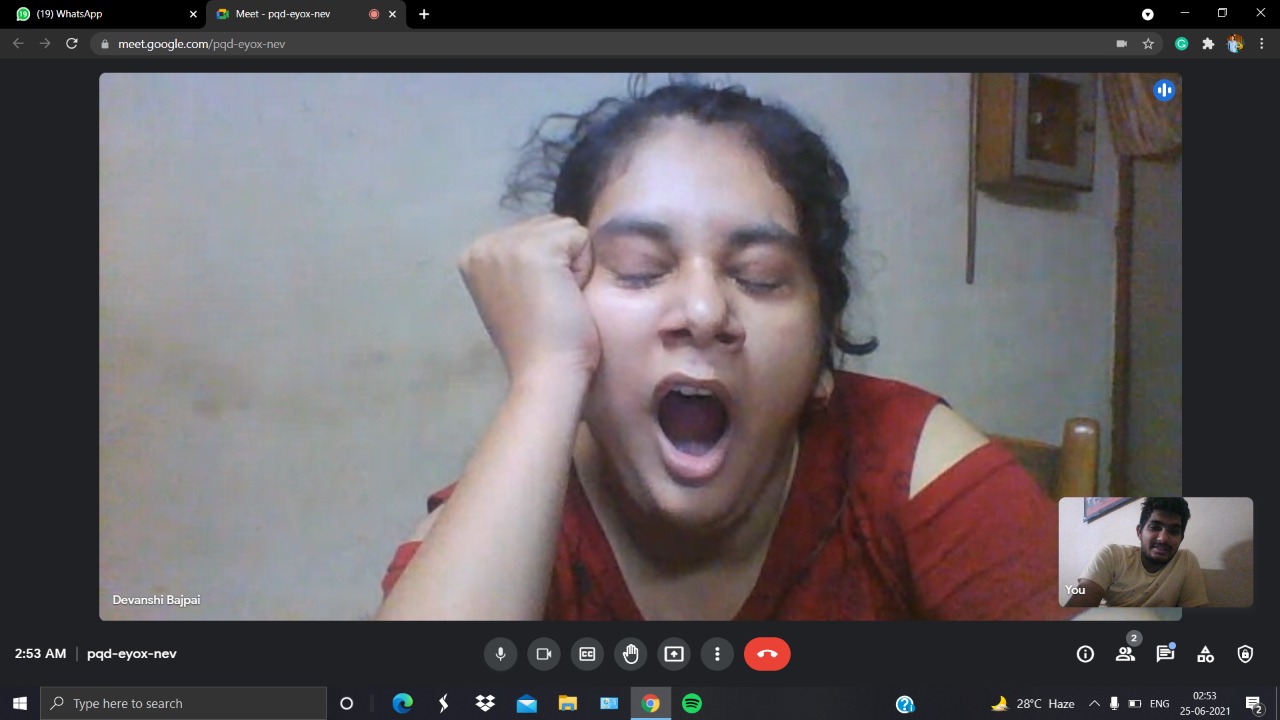 (19) WhatsApp
Meet - pqd-eyox-nev
meet.google.com/pqd-eyox-nev
Devanshi Bajpai
You
2:53 AM | pqd-eyox-nev
2
Type here to search
28°C Haze
ENG
02:53
25-06-2021
2